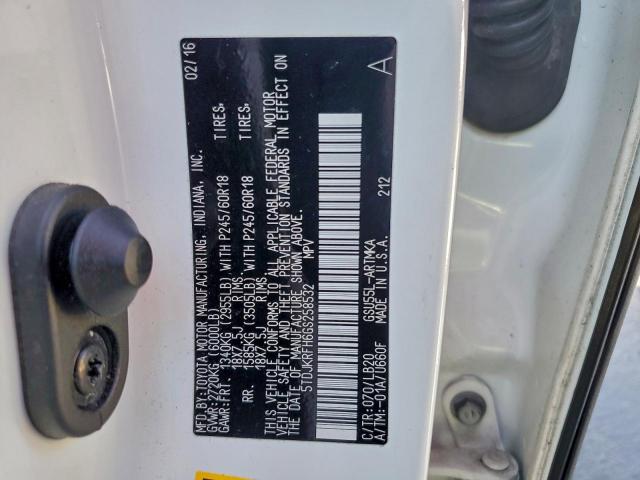 MFD.BY:TOYOTA MOTOR MANUFACTURING, INDIANA, INC. 02/16
GVWR:2720KG(6000LB)
GAWR:FRT. 1340KG(2955LB) WITH P245/60R18 TIRES,
18X7.5J RIMS
1585KG(3505LB) WITH P245/60R18 TIRES,
18X7.5J RIMS
THIS VEHICLE CONFORMS TO ALL APPLICABLE FEDERAL MOTOR
VEHICLE SAFETY AND THEFT PREVENTION STANDARDS IN EFFECT ON
THE DATE OF MANUFACTURE SHOWN ABOVE.
5TDJKRFH6GS258532 MPV
A
C/TR:070/LB20 GSU55L-ARTMKA 212
A/TM:-01A/U660F MADE IN U.S.A.